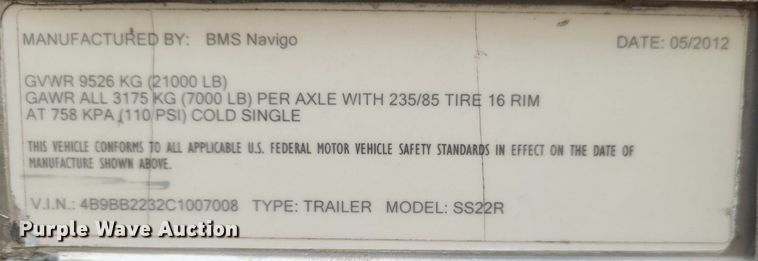 MANUFACTURED BY: BMS Navigo DATE: 05/2012
GVWR 9526 KG (21000 LB)
GAWR ALL 3175 KG (7000 LB) PER AXLE WITH 235/85 TIRE 16 RIM
AT 758 KPA (110 PSI) COLD SINGLE
THIS VEHICLE CONFORMS TO ALL APPLICABLE U.S. FEDERAL MOTOR VEHICLE SAFETY STANDARDS IN EFFECT ON THE DATE OF
MANUFACTURE SHOWN ABOVE.
V.I.N.: 4B9BB2232C1007008 TYPE: TRAILER MODEL: SS22R
Purple Wave Auction